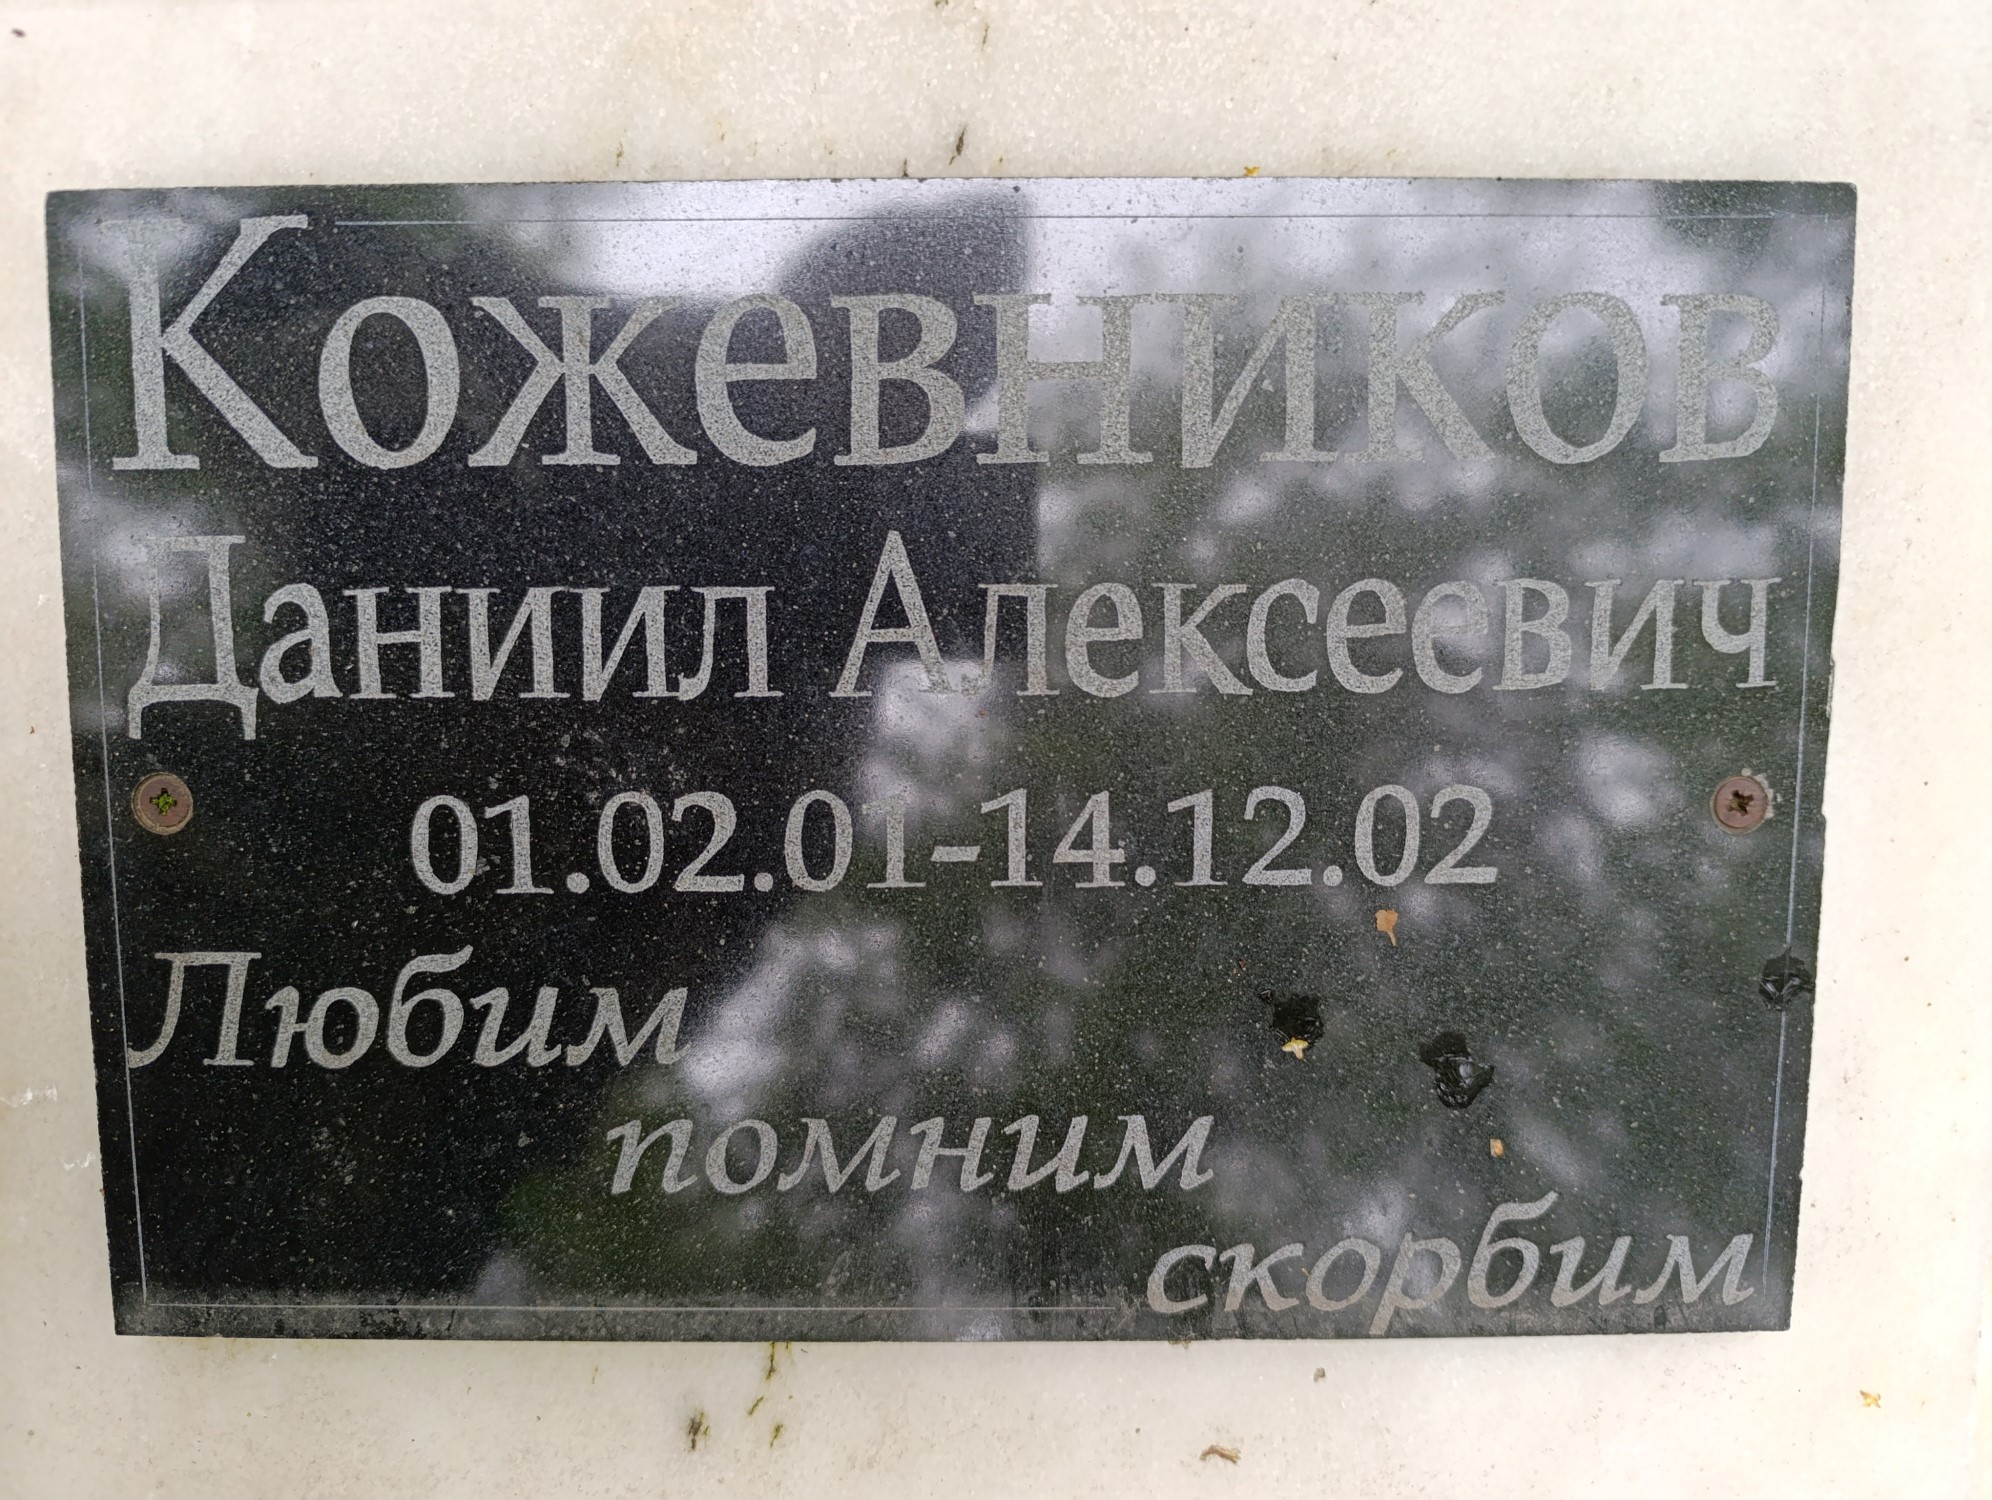 Кожевников
Даниил Алексеевич
01.02.01-14.12.02
Любим
помним
скорбим